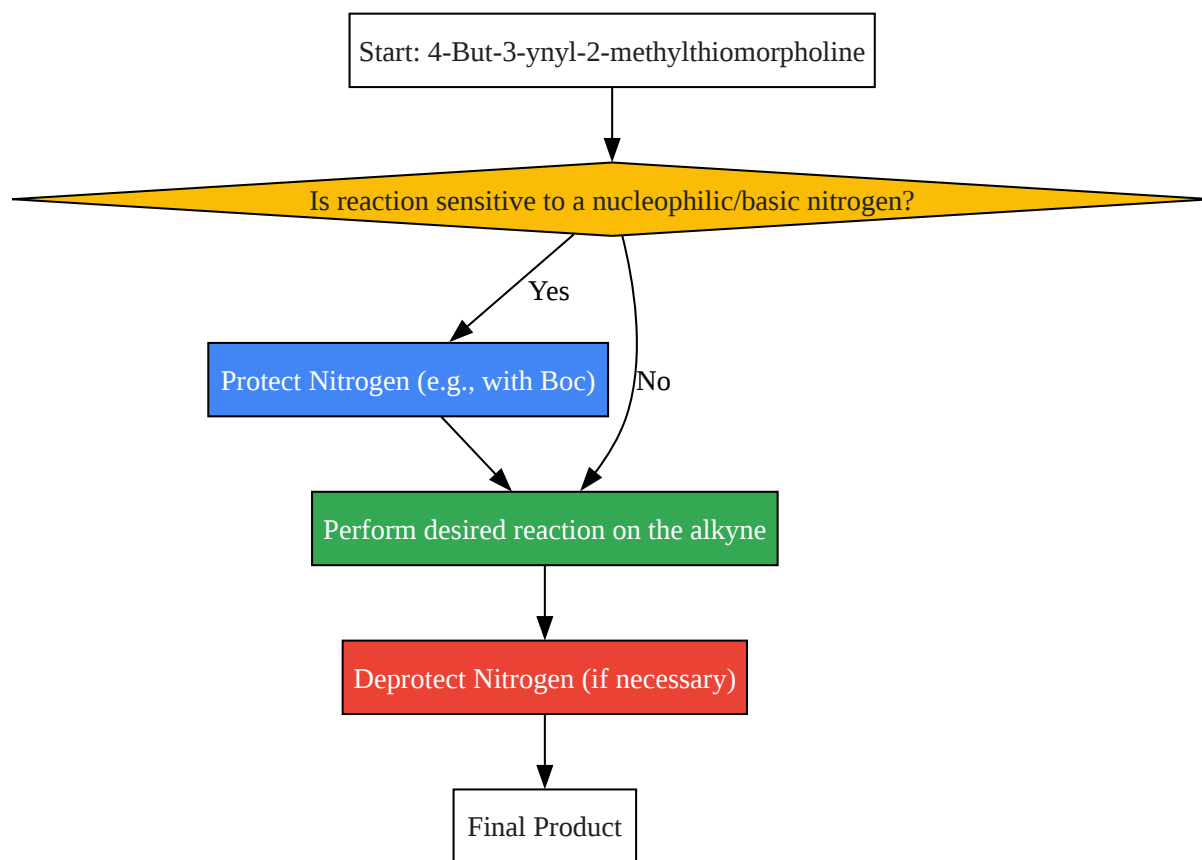 Start: 4-But-3-ynyl-2-methylthiomorpholine
Is reaction sensitive to a nucleophilic/basic nitrogen?
Yes
Protect Nitrogen (e.g., with Boc)
No
Perform desired reaction on the alkyne
Deprotect Nitrogen (if necessary)
Final Product